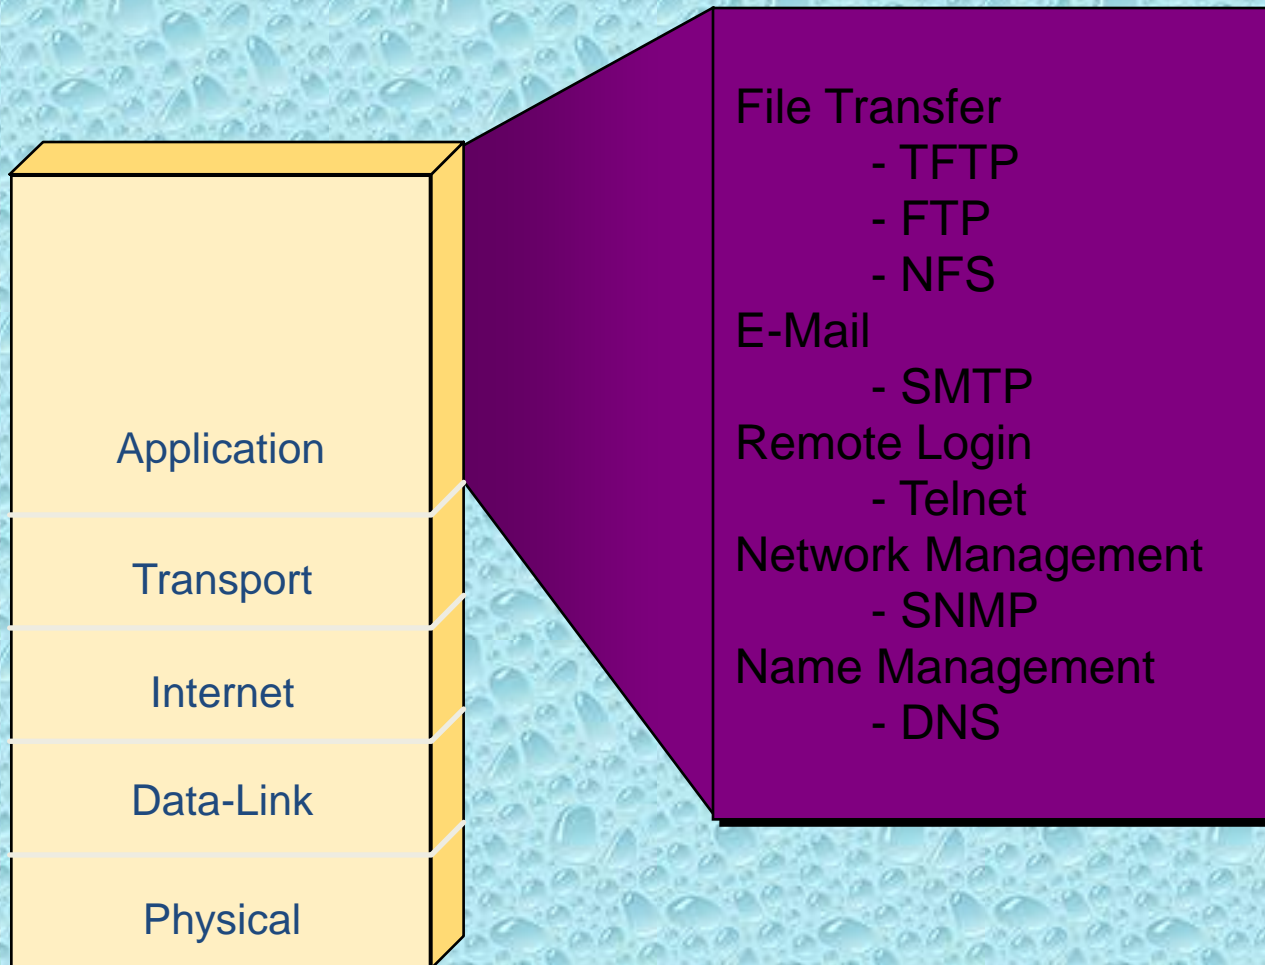 Application
Transport
Internet
Data-Link
Physical
File Transfer
- TFTP
- FTP
- NFS
E-Mail
- SMTP
Remote Login
- Telnet
Network Management
- SNMP
Name Management
- DNS